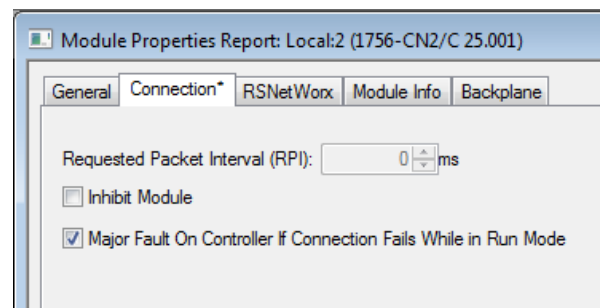 Module Properties Report: Local:2 (1756-CN2/C 25.001)
General Connection* RSNetWorx Module Info Backplane
Requested Packet Interval (RPI): 0 ms
Inhibit Module
Major Fault On Controller If Connection Fails While in Run Mode